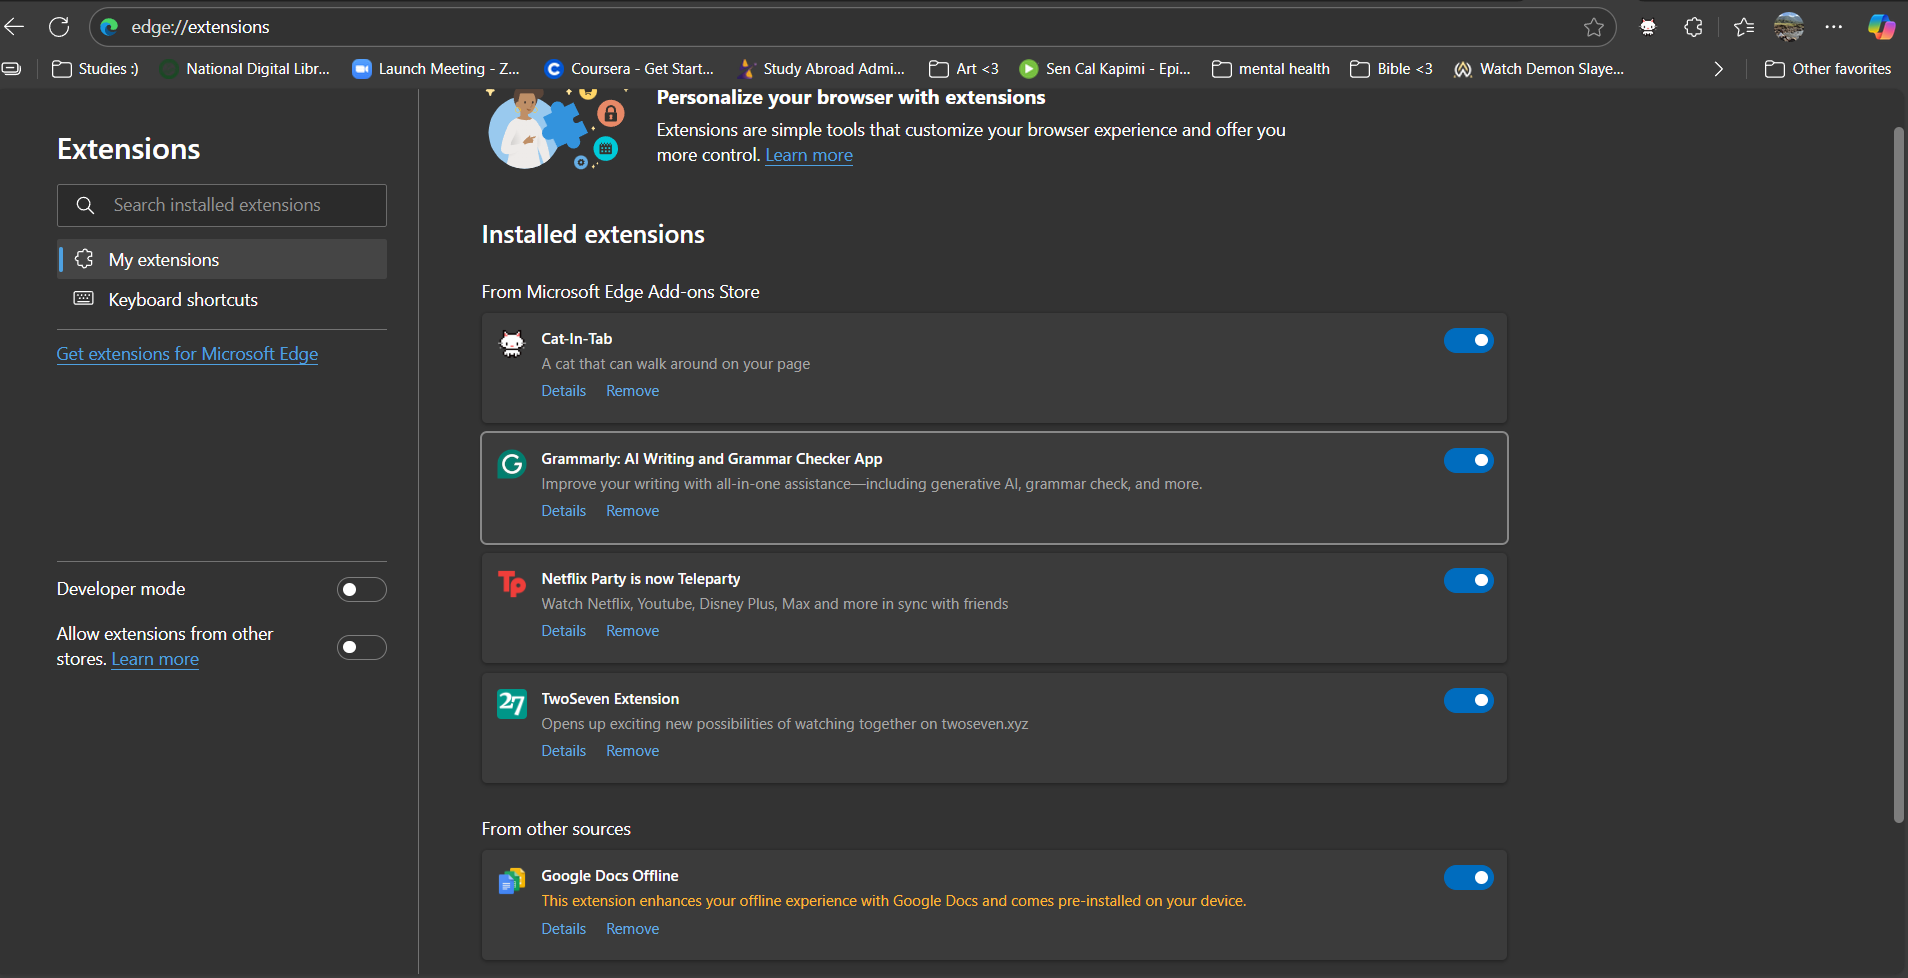 edge://extensions
Studies :)
National Digital Libr...
Launch Meeting - Z...
Coursera - Get Start...
Study Abroad Admi...
Art <3
Sen Cal Kapimi - Epi...
mental health
Bible <3
Watch Demon Slaye...
Other favorites
Extensions
Search installed extensions
My extensions
Keyboard shortcuts
Get extensions for Microsoft Edge
Developer mode
Allow extensions from other
stores. Learn more
Personalize your browser with extensions
Extensions are simple tools that customize your browser experience and offer you
more control. Learn more
Installed extensions
From Microsoft Edge Add-ons Store
Cat-In-Tab
A cat that can walk around on your page
Details Remove
G
Grammarly: AI Writing and Grammar Checker App
Improve your writing with all-in-one assistance—including generative AI, grammar check, and more.
Details Remove
Tp
Netflix Party is now Teleparty
Watch Netflix, Youtube, Disney Plus, Max and more in sync with friends
Details Remove
27
TwoSeven Extension
Opens up exciting new possibilities of watching together on twoseven.xyz
Details Remove
From other sources
Google Docs Offline
This extension enhances your offline experience with Google Docs and comes pre-installed on your device.
Details Remove